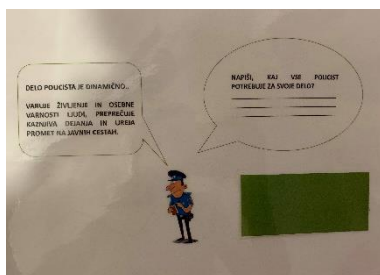 DELO POLICISTA JE DINAMIČNO..
VARUJE ŽIVLJENJE IN OSEBNE
VARNOSTI LJUDI, PREPREČUJE
KAZNJIVA DEJANJA IN UREJA
PROMET NA JAVNIH CESTAH.
NAPIŠI, KAJ VSE POLICIST
POTREBUJE ZA SVOJE DELO?